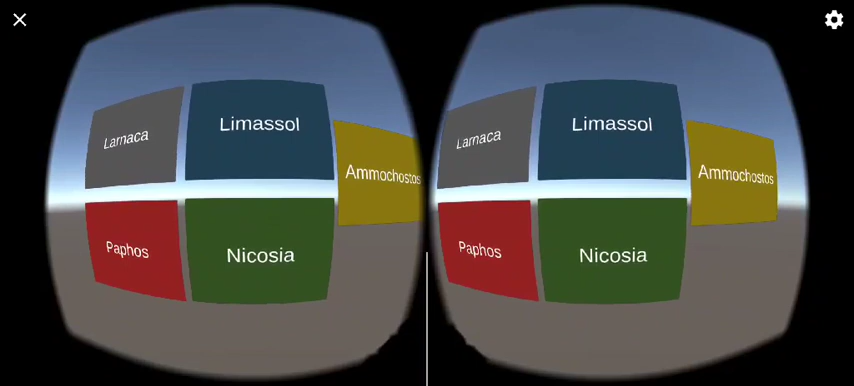 Larnaca
Limassol
Ammochostos
Paphos
Nicosia
Larnaca
Limassol
Ammochostos
Paphos
Nicosia